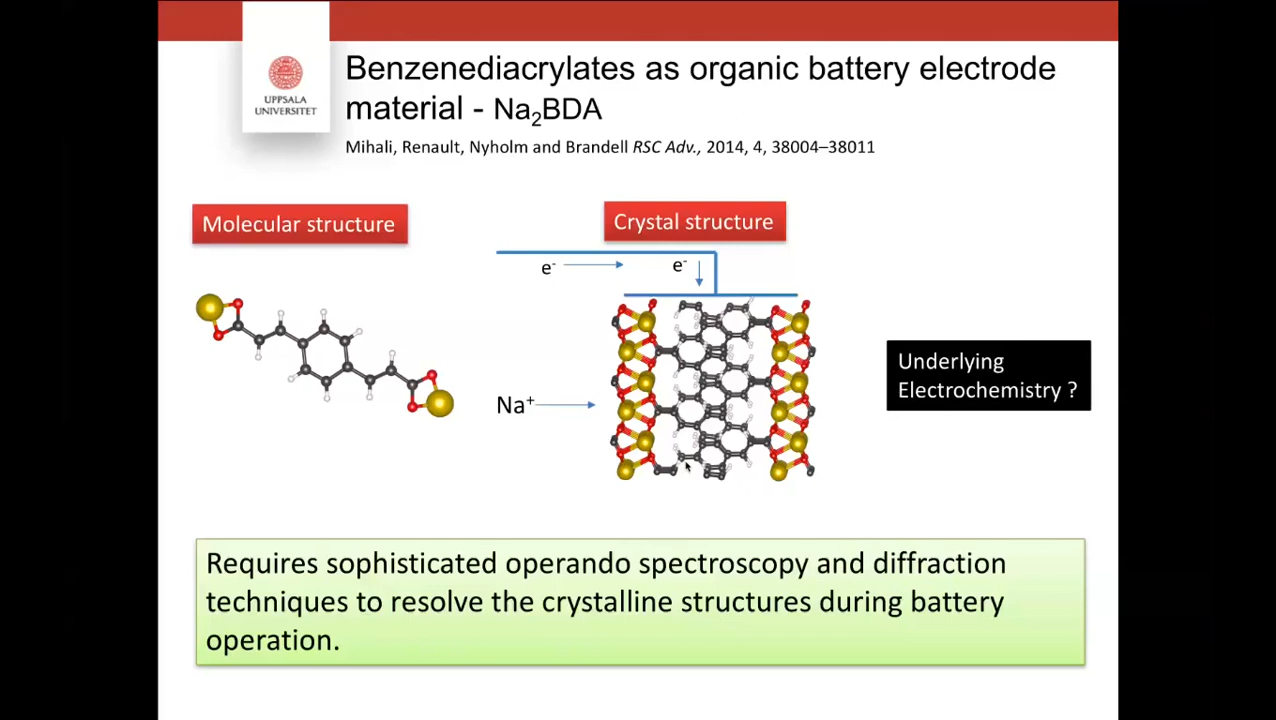 UPPSALA
UNIVERSITET
Benzenediacrylates as organic battery electrode
material - Na₂BDA
Mihali, Renault, Nyholm and Brandell RSC Adv., 2014, 4, 38004–38011
Molecular structure
Crystal structure
e⁻
e⁻
Na⁺
Underlying
Electrochemistry ?
Requires sophisticated operando spectroscopy and diffraction
techniques to resolve the crystalline structures during battery
operation.